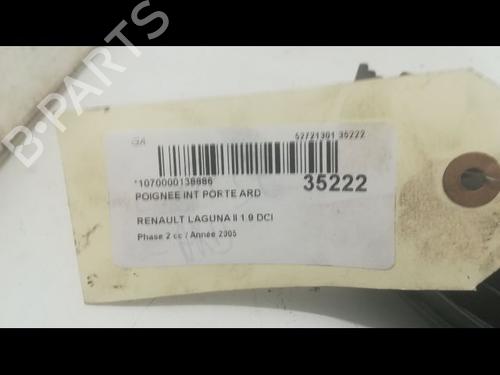 B-PARTS
GA
52721301 35222
*1070000138886
35222
POIGNEE INT PORTE ARD
RENAULT LAGUNA II 1.9 DCI
Phase 2 cc / Année 2005